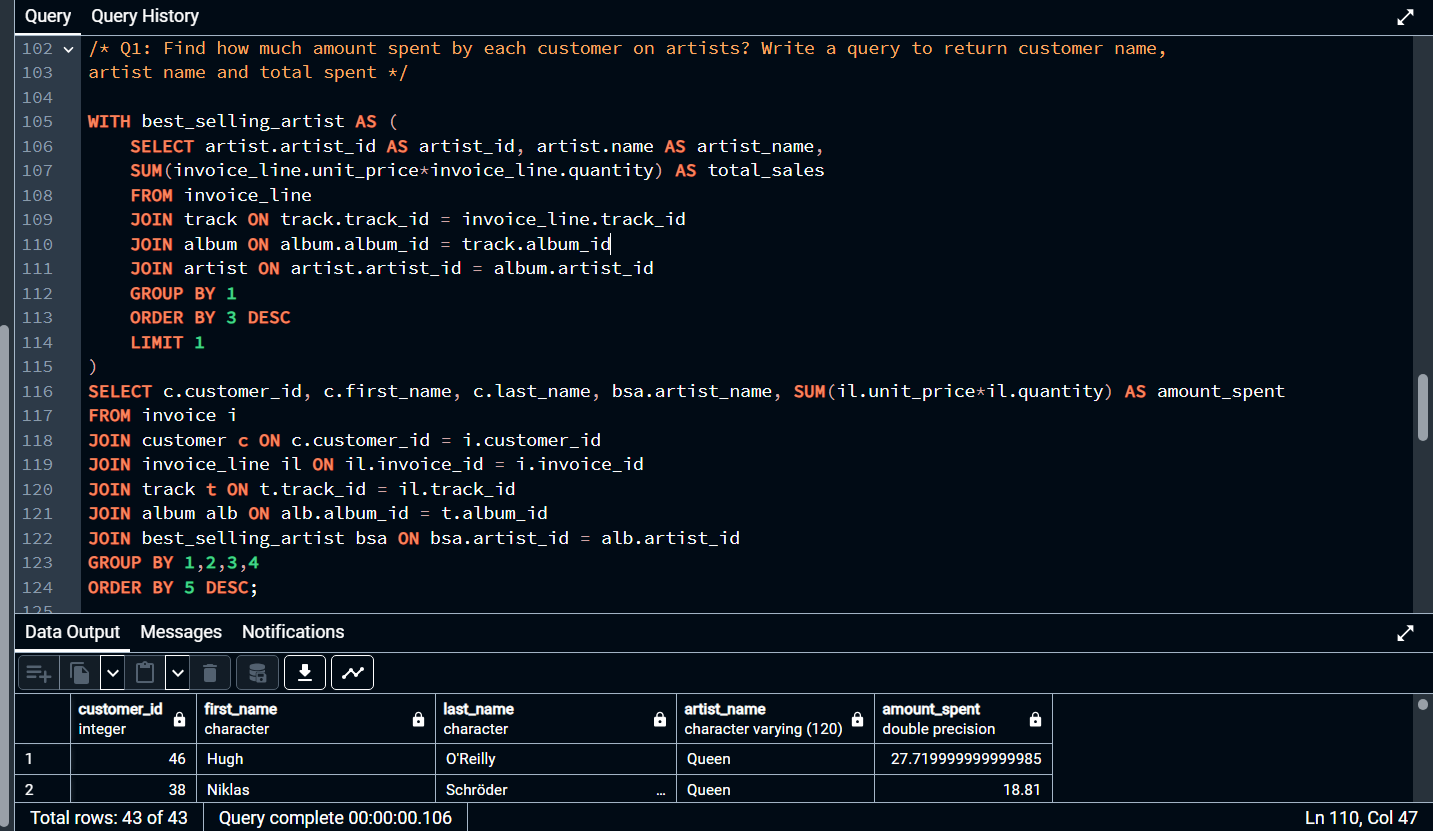 Query Query History
102 /* Q1: Find how much amount spent by each customer on artists? Write a query to return customer name,
103 artist name and total spent */
104
105 WITH best_selling_artist AS (
106 SELECT artist.artist_id AS artist_id, artist.name AS artist_name,
107 SUM(invoice_line.unit_price*invoice_line.quantity) AS total_sales
108 FROM invoice_line
109 JOIN track ON track.track_id = invoice_line.track_id
110 JOIN album ON album.album_id = track.album_id
111 JOIN artist ON artist.artist_id = album.artist_id
112 GROUP BY 1
113 ORDER BY 3 DESC
114 LIMIT 1
115 )
116 SELECT c.customer_id, c.first_name, c.last_name, bsa.artist_name, SUM(il.unit_price*il.quantity) AS amount_spent
117 FROM invoice i
118 JOIN customer c ON c.customer_id = i.customer_id
119 JOIN invoice_line il ON il.invoice_id = i.invoice_id
120 JOIN track t ON t.track_id = il.track_id
121 JOIN album alb ON alb.album_id = t.album_id
122 JOIN best_selling_artist bsa ON bsa.artist_id = alb.artist_id
123 GROUP BY 1,2,3,4
124 ORDER BY 5 DESC;
125
Data Output Messages Notifications
customer_id first_name last_name artist_name amount_spent
integer character character character varying (120) double precision
1 46 Hugh O'Reilly Queen 27.719999999999985
2 38 Niklas Schröder ... Queen 18.81
Total rows: 43 of 43 Query complete 00:00:00.106 Ln 110, Col 47